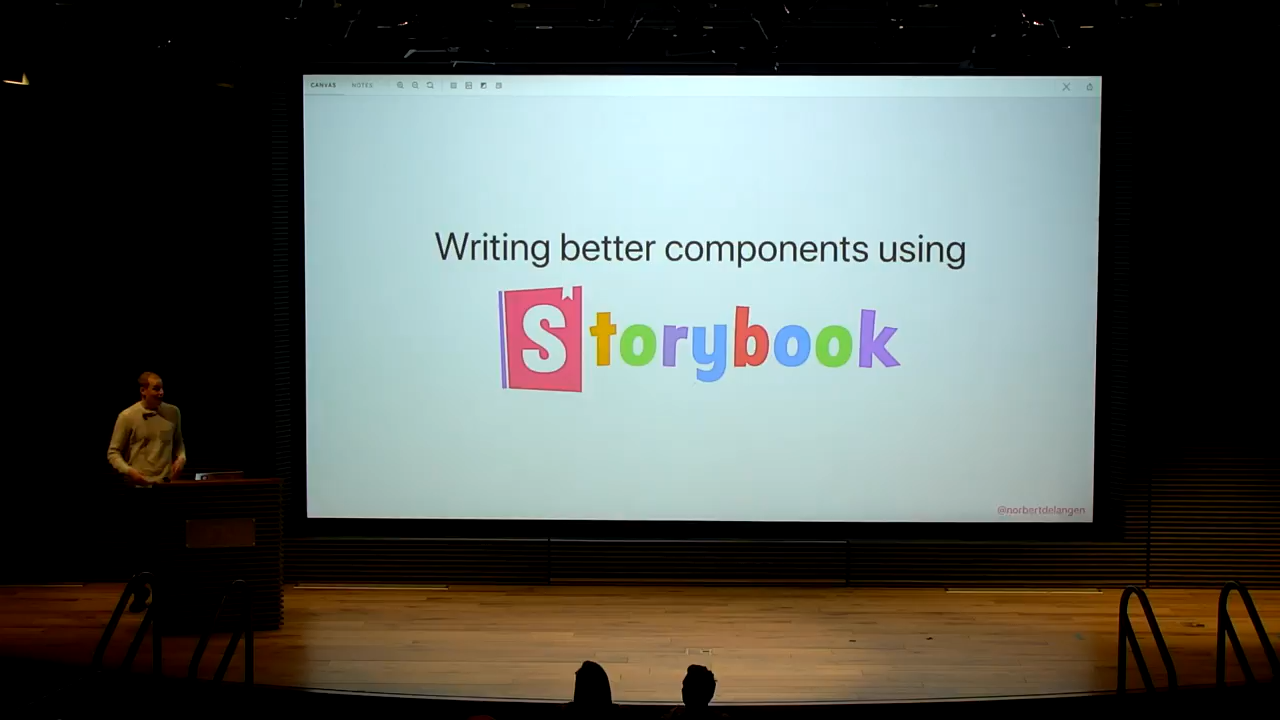 CANVAS NOTES
Writing better components using
Storybook
@norbertdelangen